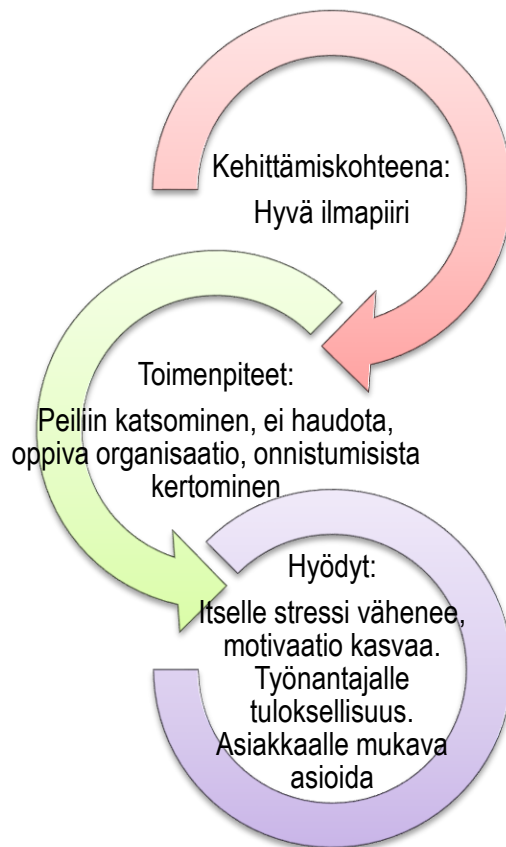 Kehittämiskohteena:
Hyvä ilmapiiri
Toimenpiteet:
Peiliin katsominen, ei haudota,
oppiva organisaatio, onnistumisista
kertominen
Hyödyt:
Itselle stressi vähenee,
motivaatio kasvaa.
Työnantajalle
tuloksellisuus.
Asiakkaalle mukava
asioida